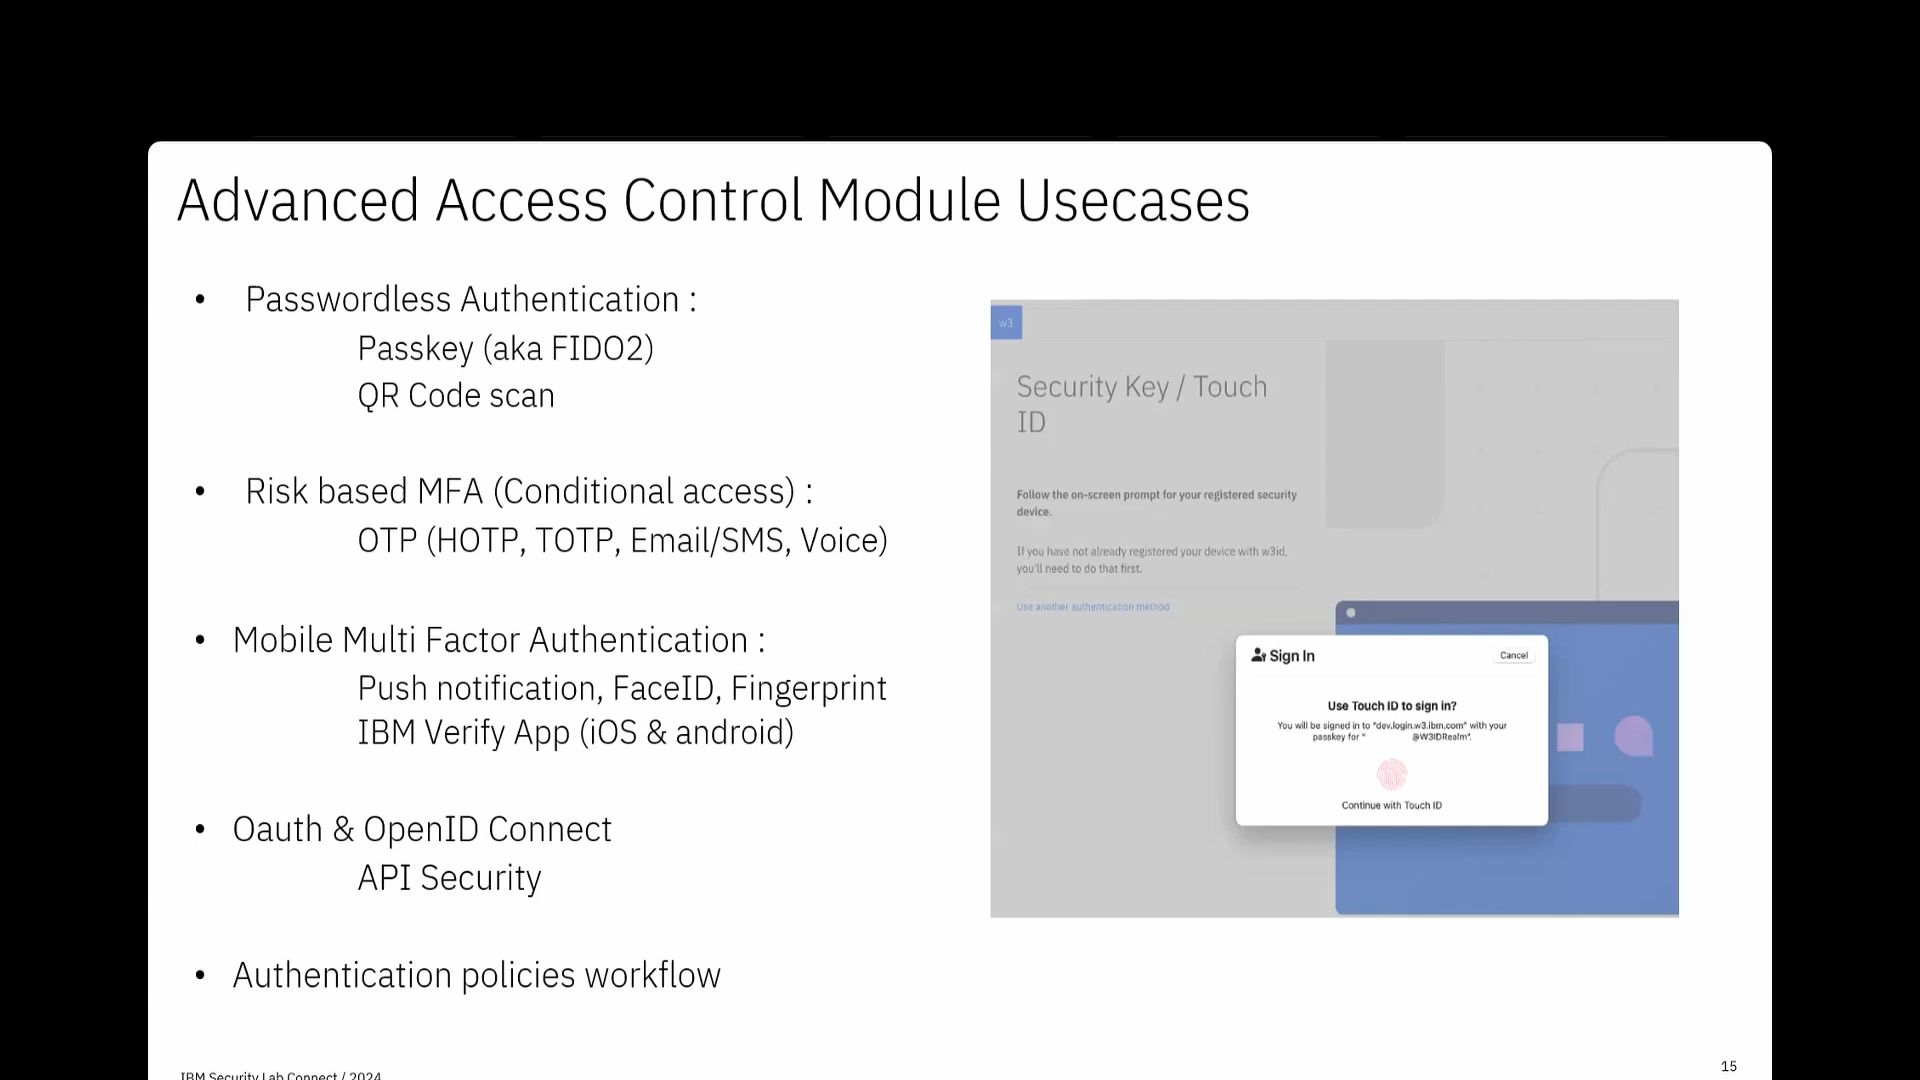 Advanced Access Control Module Usecases
• Passwordless Authentication :
Passkey (aka FIDO2)
QR Code scan
• Risk based MFA (Conditional access) :
OTP (HOTP, TOTP, Email/SMS, Voice)
• Mobile Multi Factor Authentication :
Push notification, FaceID, Fingerprint
IBM Verify App (iOS & android)
• Oauth & OpenID Connect
API Security
• Authentication policies workflow
w3
Security Key / Touch
ID
Follow the on-screen prompt for your registered security
device.
If you have not already registered your device with w3id,
you'll need to do that first.
Use another authentication method
Sign In
Cancel
Use Touch ID to sign in?
You will be signed in to “dev.login.w3.ibm.com” with your
passkey for “ @W3IDRealm”.
Continue with Touch ID
IBM Security Lab Connect / 2024
15